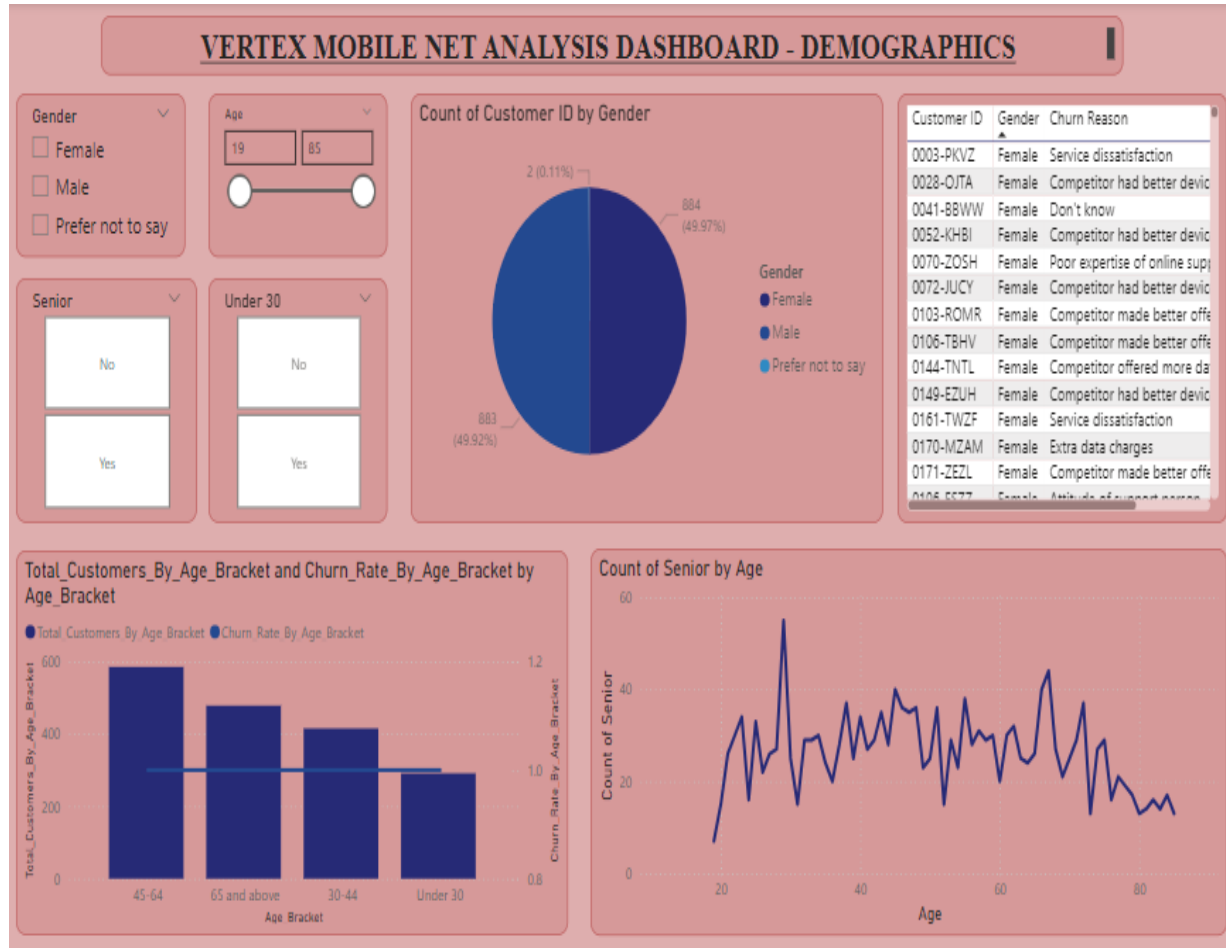 VERTEX MOBILE NET ANALYSIS DASHBOARD - DEMOGRAPHICS
Gender
Female
Male
Prefer not to say
Age
19 85
Senior
No
Yes
Under 30
No
Yes
Count of Customer ID by Gender
2 (0.11%)
884
(49.97%)
883
(49.92%)
Gender
Female
Male
Prefer not to say
Customer ID Gender Churn Reason
0003-PKVZ Female Service dissatisfaction
0028-OJTA Female Competitor had better devic
0041-BBWW Female Don't know
0052-KHBI Female Competitor had better devic
0070-ZOSH Female Poor expertise of online supp
0072-JUCY Female Competitor had better devic
0103-ROMR Female Competitor made better offe
0106-TBHV Female Competitor made better offe
0144-TNTL Female Competitor offered more da
0149-EZUH Female Competitor had better devic
0161-TWZF Female Service dissatisfaction
0170-MZAM Female Extra data charges
0171-ZEZL Female Competitor made better offe
Female Attitude of support person
Total_Customers_By_Age_Bracket and Churn_Rate_By_Age_Bracket by
Age_Bracket
Total_Customers_By_Age_Bracket Churn_Rate_By_Age_Bracket
Total_Customers_By_Age_Bracket
600
400
200
0
1.2
1.0
0.8
Churn_Rate_By_Age_Bracket
45-64 65 and above 30-44 Under 30
Age_Bracket
Count of Senior by Age
Count of Senior
60
40
20
0
20 40 60 80
Age